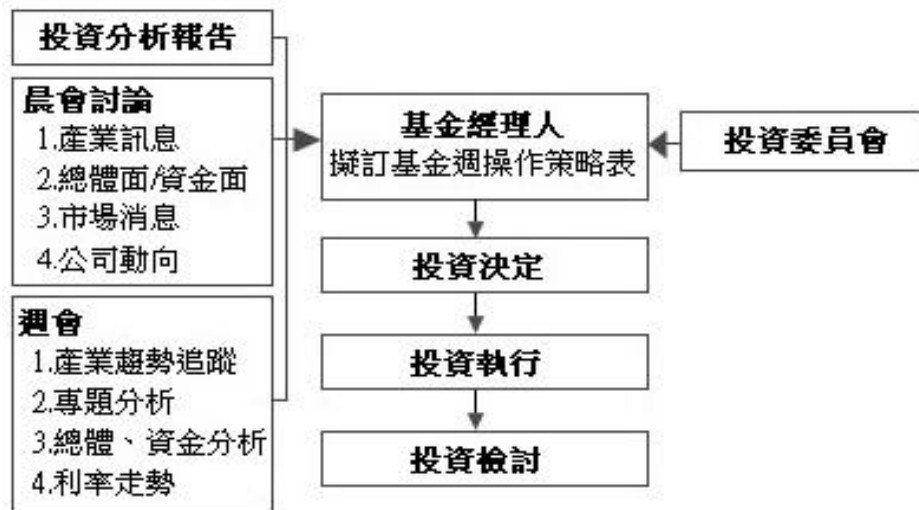 投資分析報告
晨會討論
1.產業訊息
2.總體面/資金面
3.市場消息
4.公司動向
週會
1.產業趨勢追蹤
2.專題分析
3.總體、資金分析
4.利率走勢
基金經理人
擬訂基金週操作策略表
投資委員會
投資決定
投資執行
投資檢討